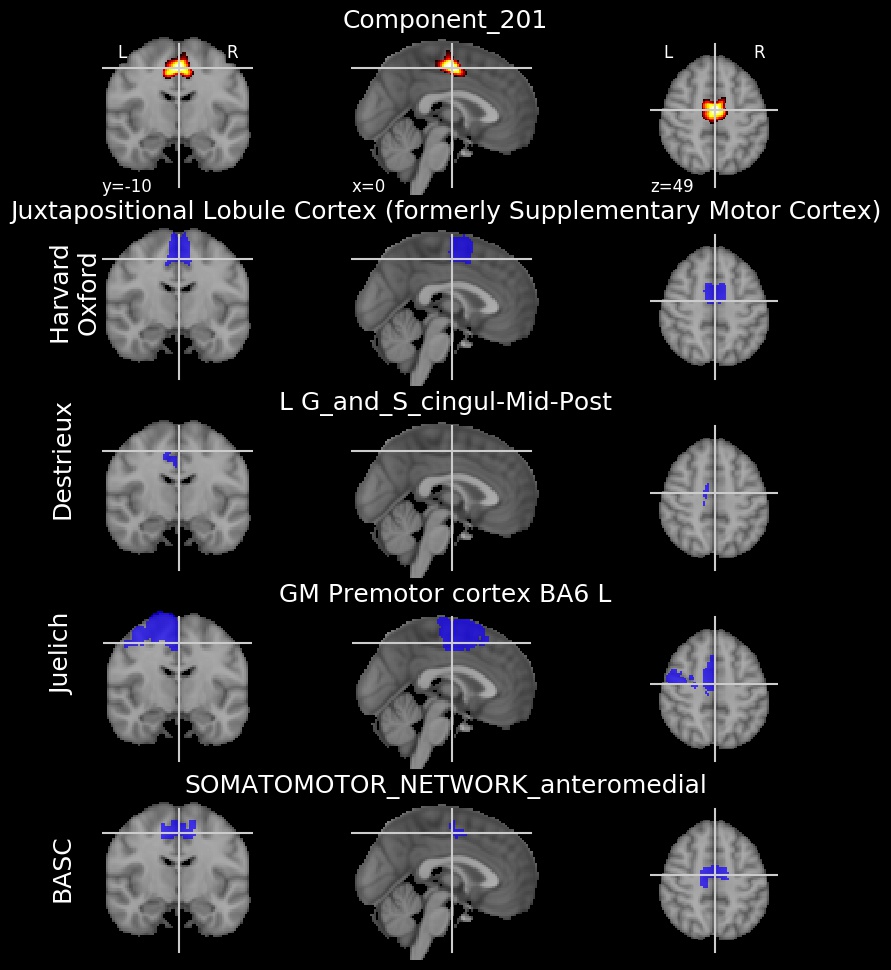 Component_201
L R L R
y=-10 x=0 z=49
Juxtapositional Lobule Cortex (formerly Supplementary Motor Cortex)
Harvard
Oxford
L G_and_S_cingul-Mid-Post
Destrieux
GM Premotor cortex BA6 L
Juelich
SOMATOMOTOR_NETWORK_anteromedial
BASC